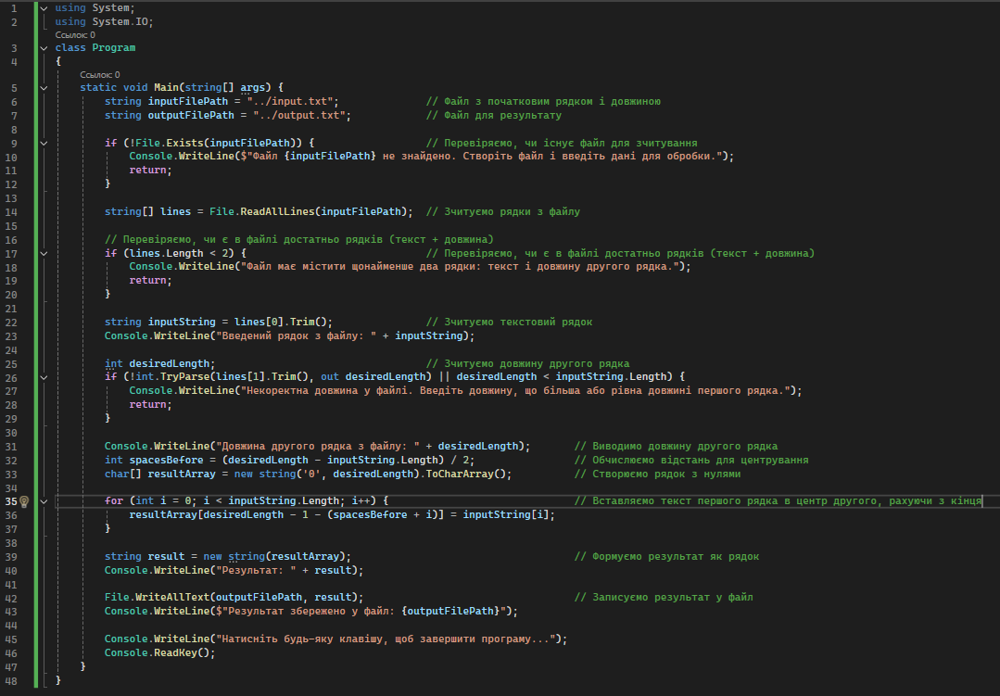 1 using System;
2 using System.IO;
Ссылок: 0
3 class Program
4 {
Ссылок: 0
5 static void Main(string[] args) {
6 string inputFilePath = "../input.txt"; // Файл з початковим рядком і довжиною
7 string outputFilePath = "../output.txt"; // Файл для результату
8
9 if (!File.Exists(inputFilePath)) { // Перевіряємо, чи існує файл для зчитування
10 Console.WriteLine($"Файл {inputFilePath} не знайдено. Створіть файл і введіть дані для обробки.");
11 return;
12 }
13
14 string[] lines = File.ReadAllLines(inputFilePath); // Зчитуємо рядки з файлу
15
16 // Перевіряємо, чи є в файлі достатньо рядків (текст + довжина)
17 if (lines.Length < 2) { // Перевіряємо, чи є в файлі достатньо рядків (текст + довжина)
18 Console.WriteLine("Файл має містити щонайменше два рядки: текст і довжину другого рядка.");
19 return;
20 }
21
22 string inputString = lines[0].Trim(); // Зчитуємо текстовий рядок
23 Console.WriteLine("Введений рядок з файлу: " + inputString);
24
25 int desiredLength; // Зчитуємо довжину другого рядка
26 if (!int.TryParse(lines[1].Trim(), out desiredLength) || desiredLength < inputString.Length) {
27 Console.WriteLine("Некоректна довжина у файлі. Введіть довжину, що більша або рівна довжині першого рядка.");
28 return;
29 }
30
31 Console.WriteLine("Довжина другого рядка з файлу: " + desiredLength); // Виводимо довжину другого рядка
32 int spacesBefore = (desiredLength - inputString.Length) / 2; // Обчислюємо відстань для центрування
33 char[] resultArray = new string('0', desiredLength).ToCharArray(); // Створюємо рядок з нулями
34
35 for (int i = 0; i < inputString.Length; i++) { // Вставляємо текст першого рядка в центр другого, рахуючи з кінця
36 resultArray[desiredLength - 1 - (spacesBefore + i)] = inputString[i];
37 }
38
39 string result = new string(resultArray); // Формуємо результат як рядок
40 Console.WriteLine("Результат: " + result);
41
42 File.WriteAllText(outputFilePath, result); // Записуємо результат у файл
43 Console.WriteLine($"Результат збережено у файл: {outputFilePath}");
44
45 Console.WriteLine("Натисніть будь-яку клавішу, щоб завершити програму...");
46 Console.ReadKey();
47 }
48 }